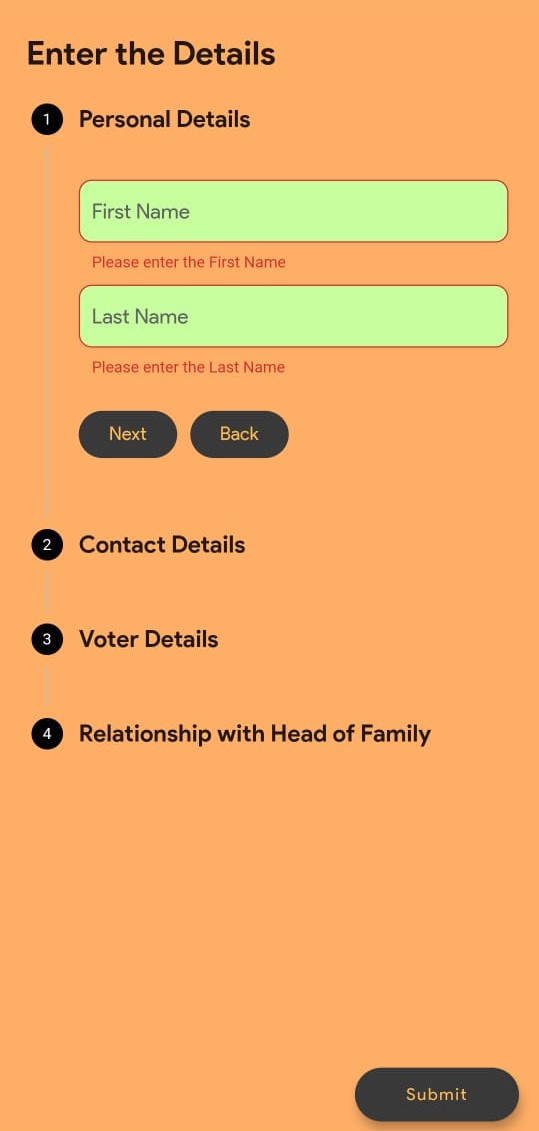 Enter the Details
1 Personal Details
First Name
Please enter the First Name
Last Name
Please enter the Last Name
Next Back
2 Contact Details
3 Voter Details
4 Relationship with Head of Family
Submit